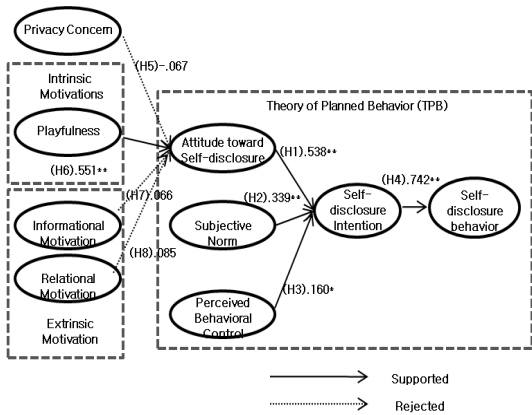 Privacy Concern
(H5)-.067
Intrinsic
Motivations
Playfulness
(H6).551**
(H7).066
Informational
Motivation
(H8).085
Relational
Motivation
Extrinsic
Motivation
Theory of Planned Behavior (TPB)
Attitude toward
Self-disclosure
(H1).538**
(H2).339**
Subjective
Norm
(H3).160*
Perceived
Behavioral
Control
Self-
disclosure
Intention
(H4).742**
Self-
disclosure
behavior
Supported
Rejected